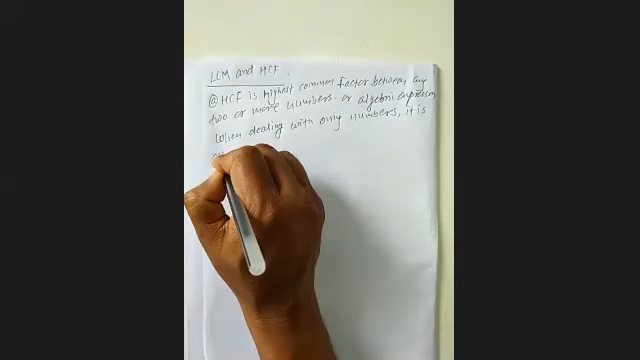 LCM and HCF.
@ HCF is highest common factor between any
two or more numbers or algebric expression
When dealing with only numbers, it is